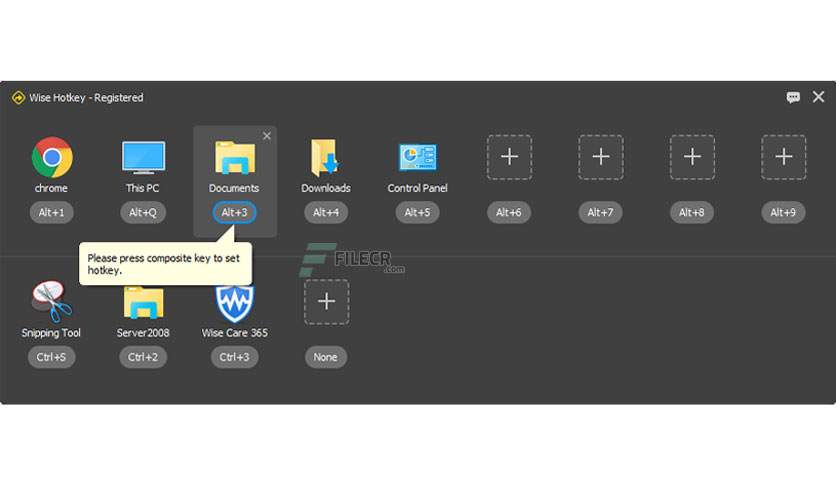 Wise Hotkey - Registered
chrome
This PC
Documents
Downloads
Control Panel
Alt+1
Alt+Q
Alt+3
Alt+4
Alt+5
Alt+6
Alt+7
Alt+8
Alt+9
Please press composite key to set
hotkey.
FILECR
.com
Snipping Tool
Server2008
Wise Care 365
Ctrl+S
Ctrl+2
Ctrl+3
None